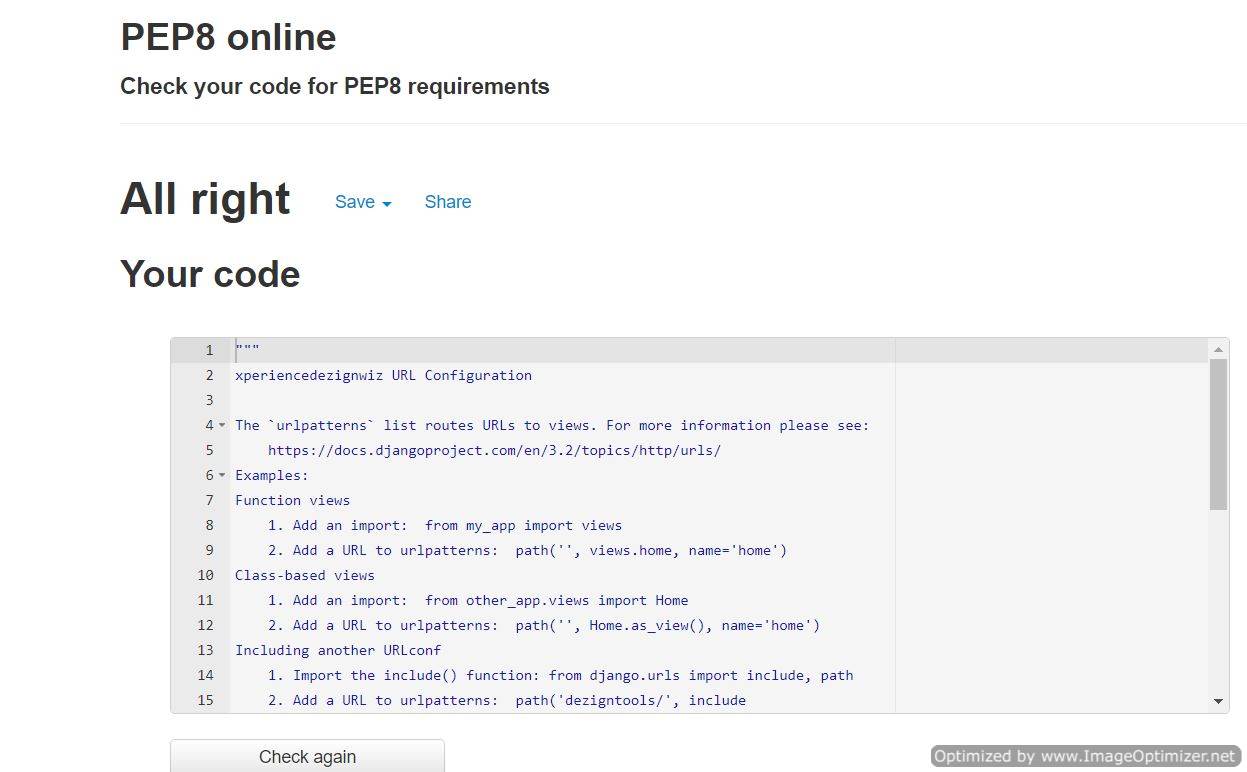 PEP8 online
Check your code for PEP8 requirements
All right Save Share
Your code
1 """
2 xperiencedezignwiz URL Configuration
3
4 The `urlpatterns` list routes URLs to views. For more information please see:
5     https://docs.djangoproject.com/en/3.2/topics/http/urls/
6 Examples:
7 Function views
8     1. Add an import:  from my_app import views
9     2. Add a URL to urlpatterns:  path('', views.home, name='home')
10 Class-based views
11     1. Add an import:  from other_app.views import Home
12     2. Add a URL to urlpatterns:  path('', Home.as_view(), name='home')
13 Including another URLconf
14     1. Import the include() function: from django.urls import include, path
15     2. Add a URL to urlpatterns:  path('dezigntools/', include
Check again
Optimized by www.ImageOptimizer.net